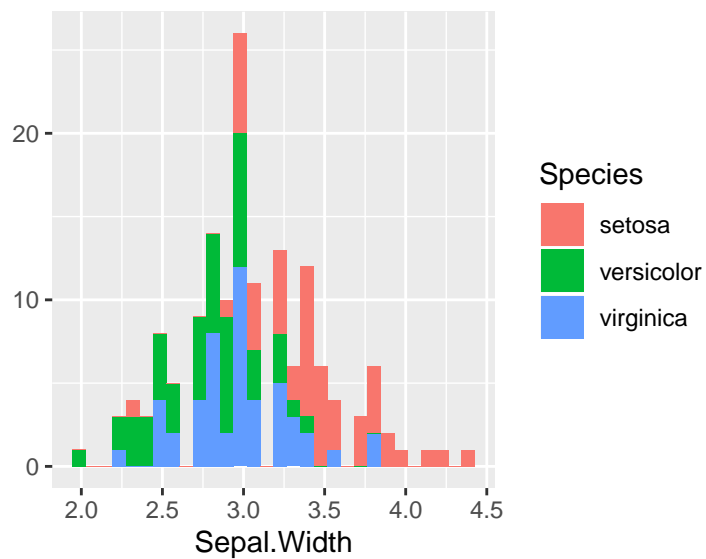 20
10
0
2.0 2.5 3.0 3.5 4.0 4.5
Sepal.Width
Species
setosa
versicolor
virginica